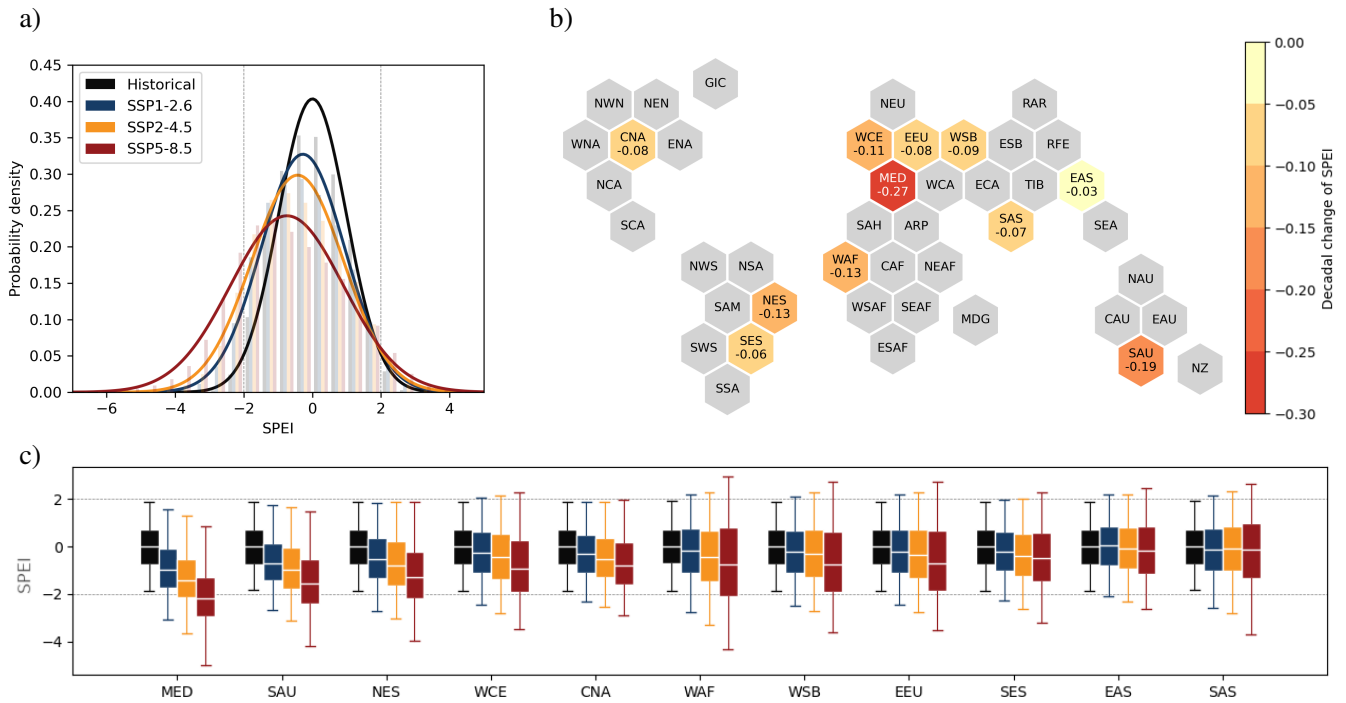 a)
b)
0.45
0.40
0.35
0.30
0.25
0.20
0.15
0.10
0.05
0.00
Probability density
Historical
SSP1-2.6
SSP2-4.5
SSP5-8.5
−6 −4 −2 0 2 4
SPEI
GIC
NWN NEN
WNA CNA -0.08 ENA
NCA
SCA
NWS NSA
SAM NES -0.13
SWS SES -0.06
SSA
NEU RAR
WCE -0.11 EEU -0.08 WSB -0.09 ESB RFE
MED -0.27 WCA ECA TIB EAS -0.03
SAH ARP SAS -0.07 SEA
WAF -0.13 CAF NEAF
WSAF SEAF MDG
ESAF
NAU
CAU EAU
SAU -0.19 NZ
0.00
−0.05
−0.10
−0.15
−0.20
−0.25
−0.30
Decadal change of SPEI
c)
2
0
−2
−4
SPEI
MED SAU NES WCE CNA WAF WSB EEU SES EAS SAS